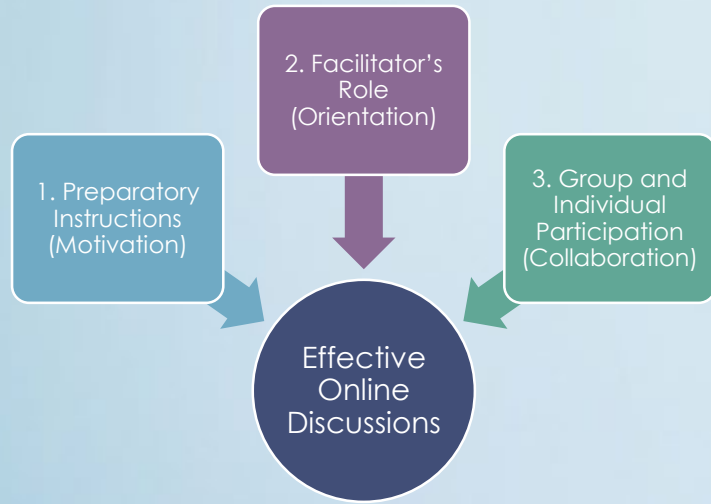 1. Preparatory
Instructions
(Motivation)
2. Facilitator’s
Role
(Orientation)
3. Group and
Individual
Participation
(Collaboration)
Effective
Online
Discussions